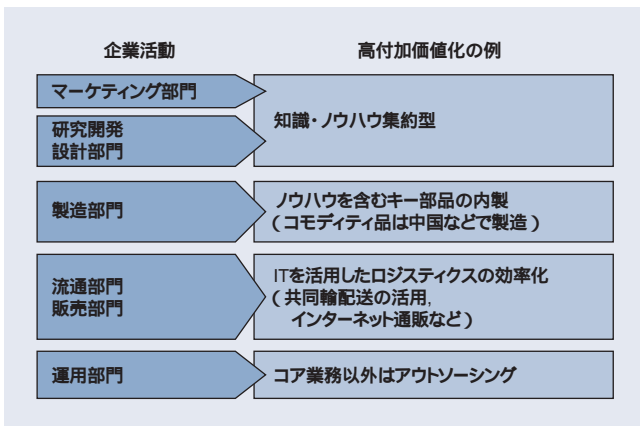 企業活動
高付加価値化の例
マーケティング部門
研究開発
設計部門
知識・ノウハウ集約型
製造部門
ノウハウを含むキー部品の内製
(コモディティ品は中国などで製造)
流通部門
販売部門
ITを活用したロジスティクスの効率化
(共同輸配送の活用,
インターネット通販など)
運用部門
コア業務以外はアウトソーシング